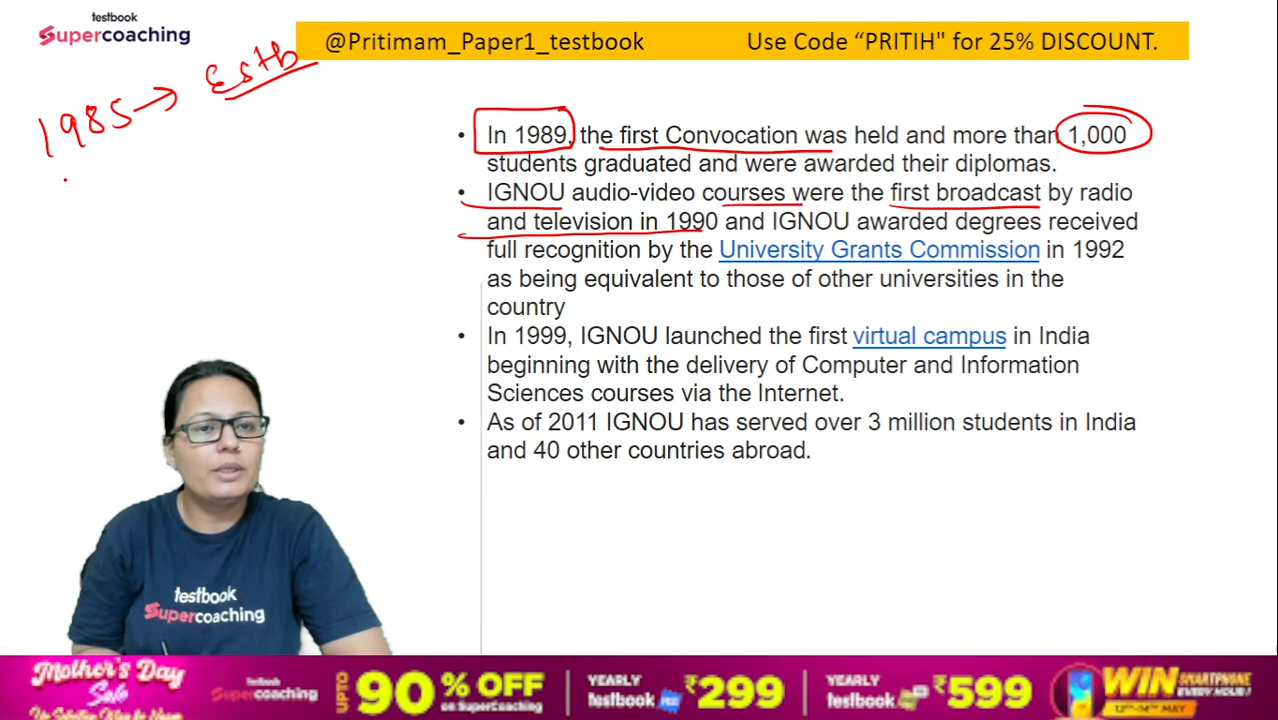 testbook
Supercoaching
@Pritimam_Paper1_testbook Use Code “PRITIH" for 25% DISCOUNT.
1985 → Estb
• In 1989, the first Convocation was held and more than 1,000
students graduated and were awarded their diplomas.
• IGNOU audio-video courses were the first broadcast by radio
and television in 1990 and IGNOU awarded degrees received
full recognition by the University Grants Commission in 1992
as being equivalent to those of other universities in the
country
• In 1999, IGNOU launched the first virtual campus in India
beginning with the delivery of Computer and Information
Sciences courses via the Internet.
• As of 2011 IGNOU has served over 3 million students in India
and 40 other countries abroad.
testbook
Supercoaching
Mother's Day
Sale
testbook
Supercoaching
UPTO 90% OFF
on SuperCoaching
YEARLY
testbook ₹299
YEARLY
testbook ₹599
WIN SMARTPHONE
EVERY HOUR!
12TH-14TH MAY